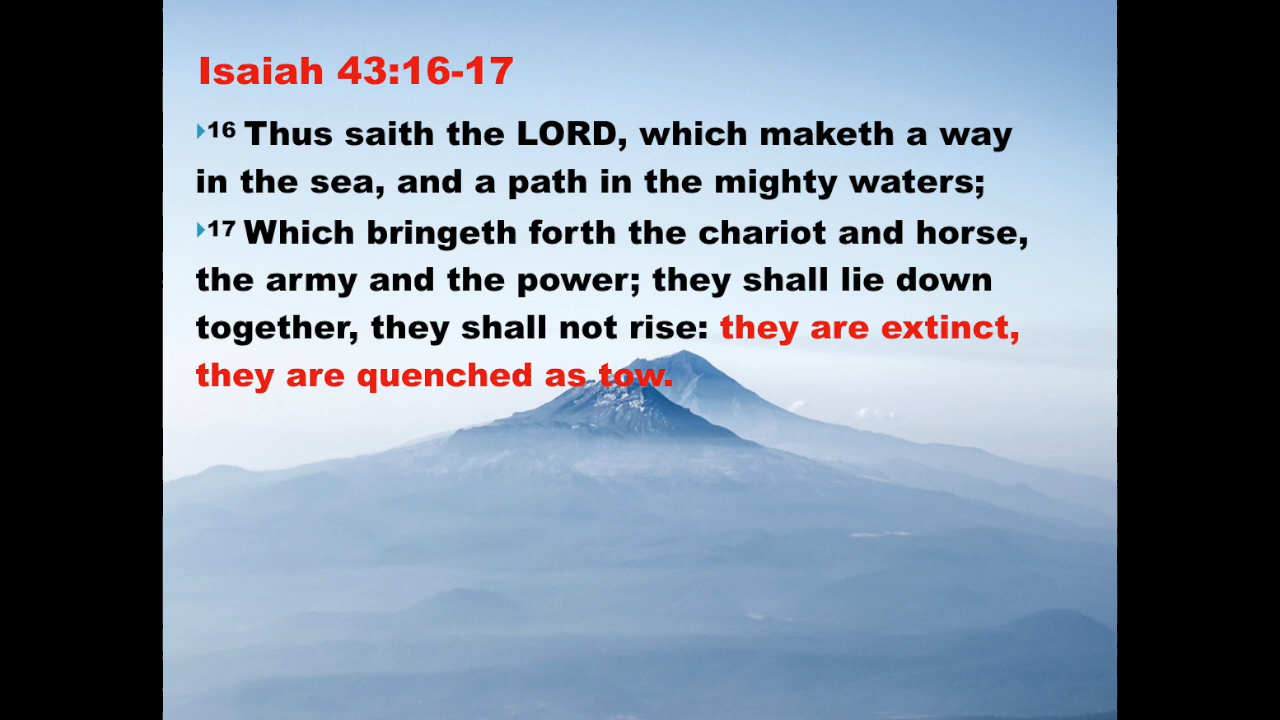 Isaiah 43:16-17
16 Thus saith the LORD, which maketh a way
in the sea, and a path in the mighty waters;
17 Which bringeth forth the chariot and horse,
the army and the power; they shall lie down
together, they shall not rise: they are extinct,
they are quenched as tow.